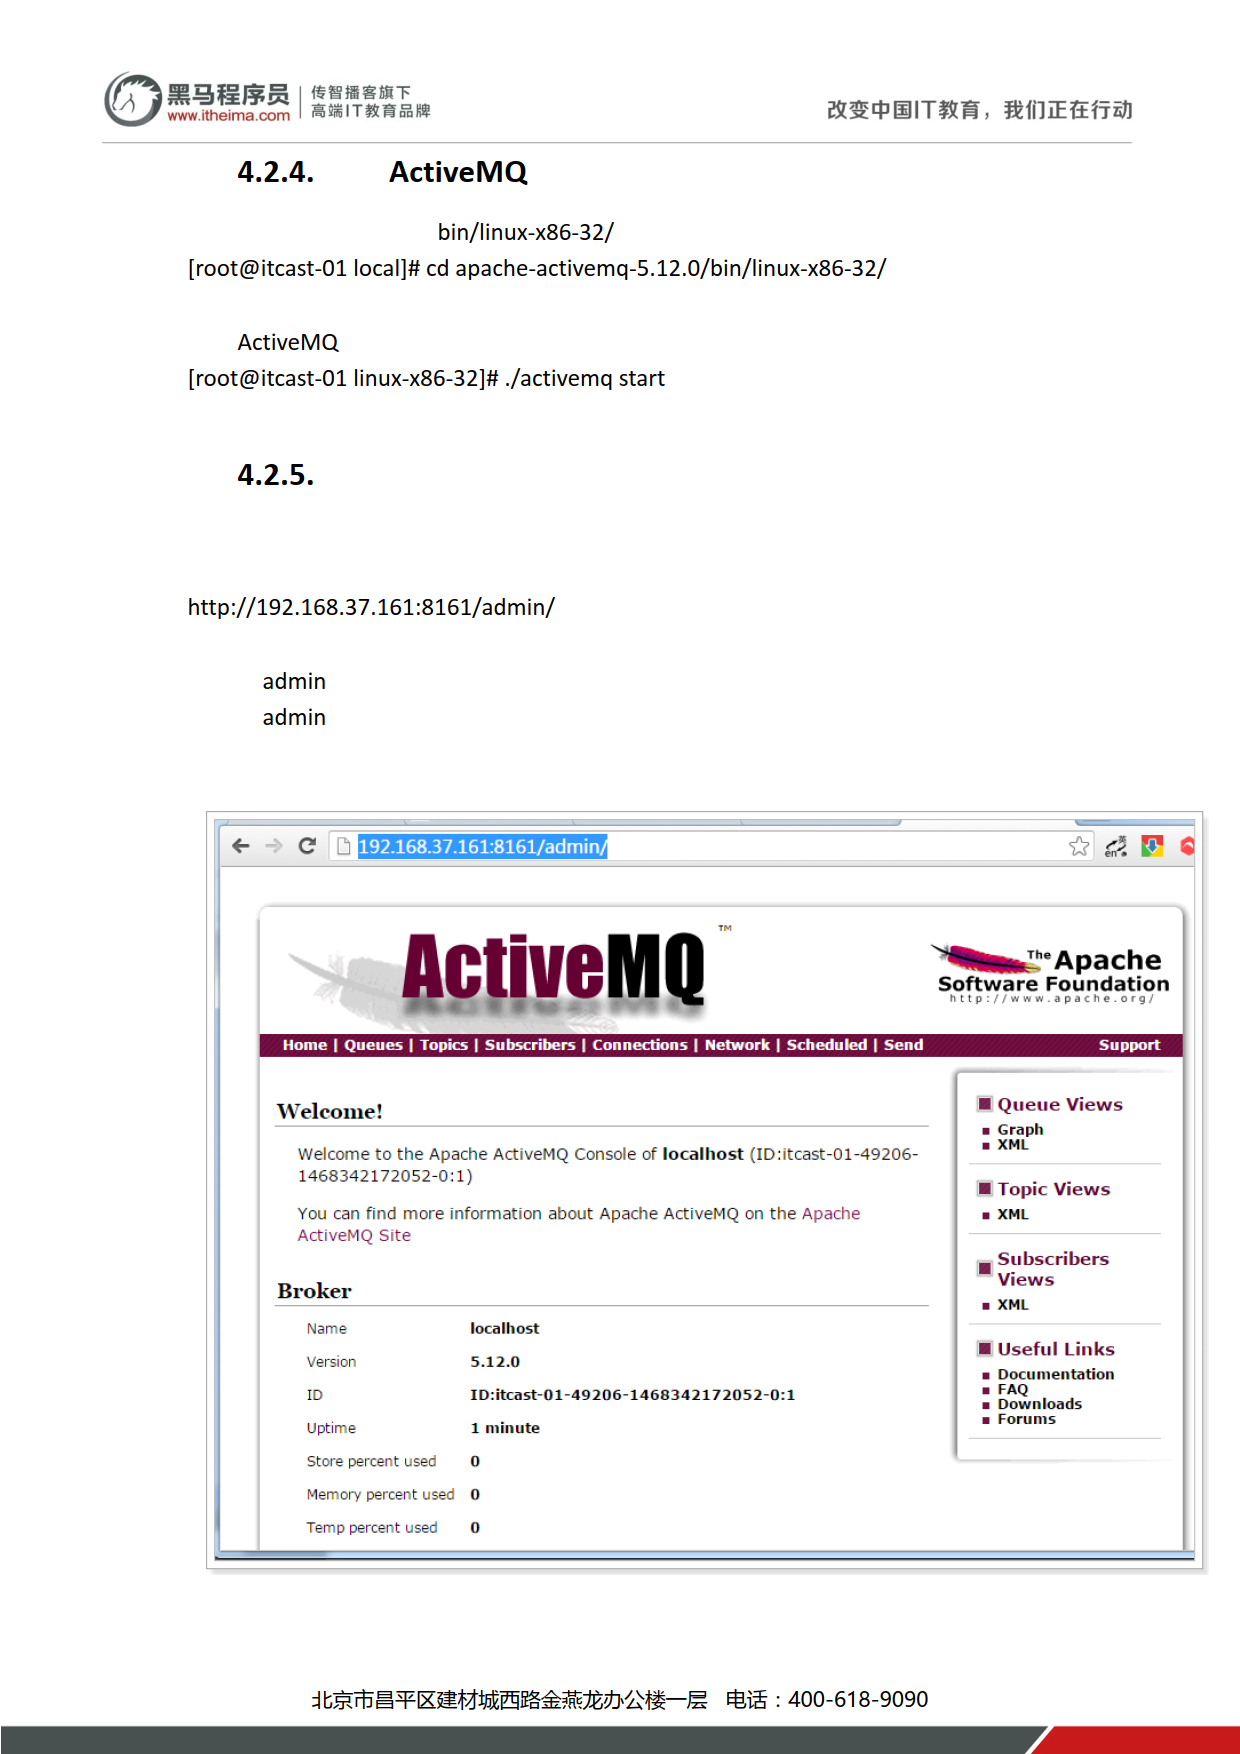 黑马程序员
www.itheima.com
传智播客旗下
高端IT教育品牌
改变中国IT教育，我们正在行动
4.2.4. ActiveMQ
bin/linux-x86-32/
[root@itcast-01 local]# cd apache-activemq-5.12.0/bin/linux-x86-32/
ActiveMQ
[root@itcast-01 linux-x86-32]# ./activemq start
4.2.5.
http://192.168.37.161:8161/admin/
admin
admin
192.168.37.161:8161/admin/
英
en
ActiveMQ ™
The Apache
Software Foundation
http://www.apache.org/
Home | Queues | Topics | Subscribers | Connections | Network | Scheduled | Send Support
Welcome!
Welcome to the Apache ActiveMQ Console of localhost (ID:itcast-01-49206-
1468342172052-0:1)
You can find more information about Apache ActiveMQ on the Apache
ActiveMQ Site
Broker
Name localhost
Version 5.12.0
ID ID:itcast-01-49206-1468342172052-0:1
Uptime 1 minute
Store percent used 0
Memory percent used 0
Temp percent used 0
Queue Views
Graph
XML
Topic Views
XML
Subscribers
Views
XML
Useful Links
Documentation
FAQ
Downloads
Forums
北京市昌平区建材城西路金燕龙办公楼一层 电话：400-618-9090